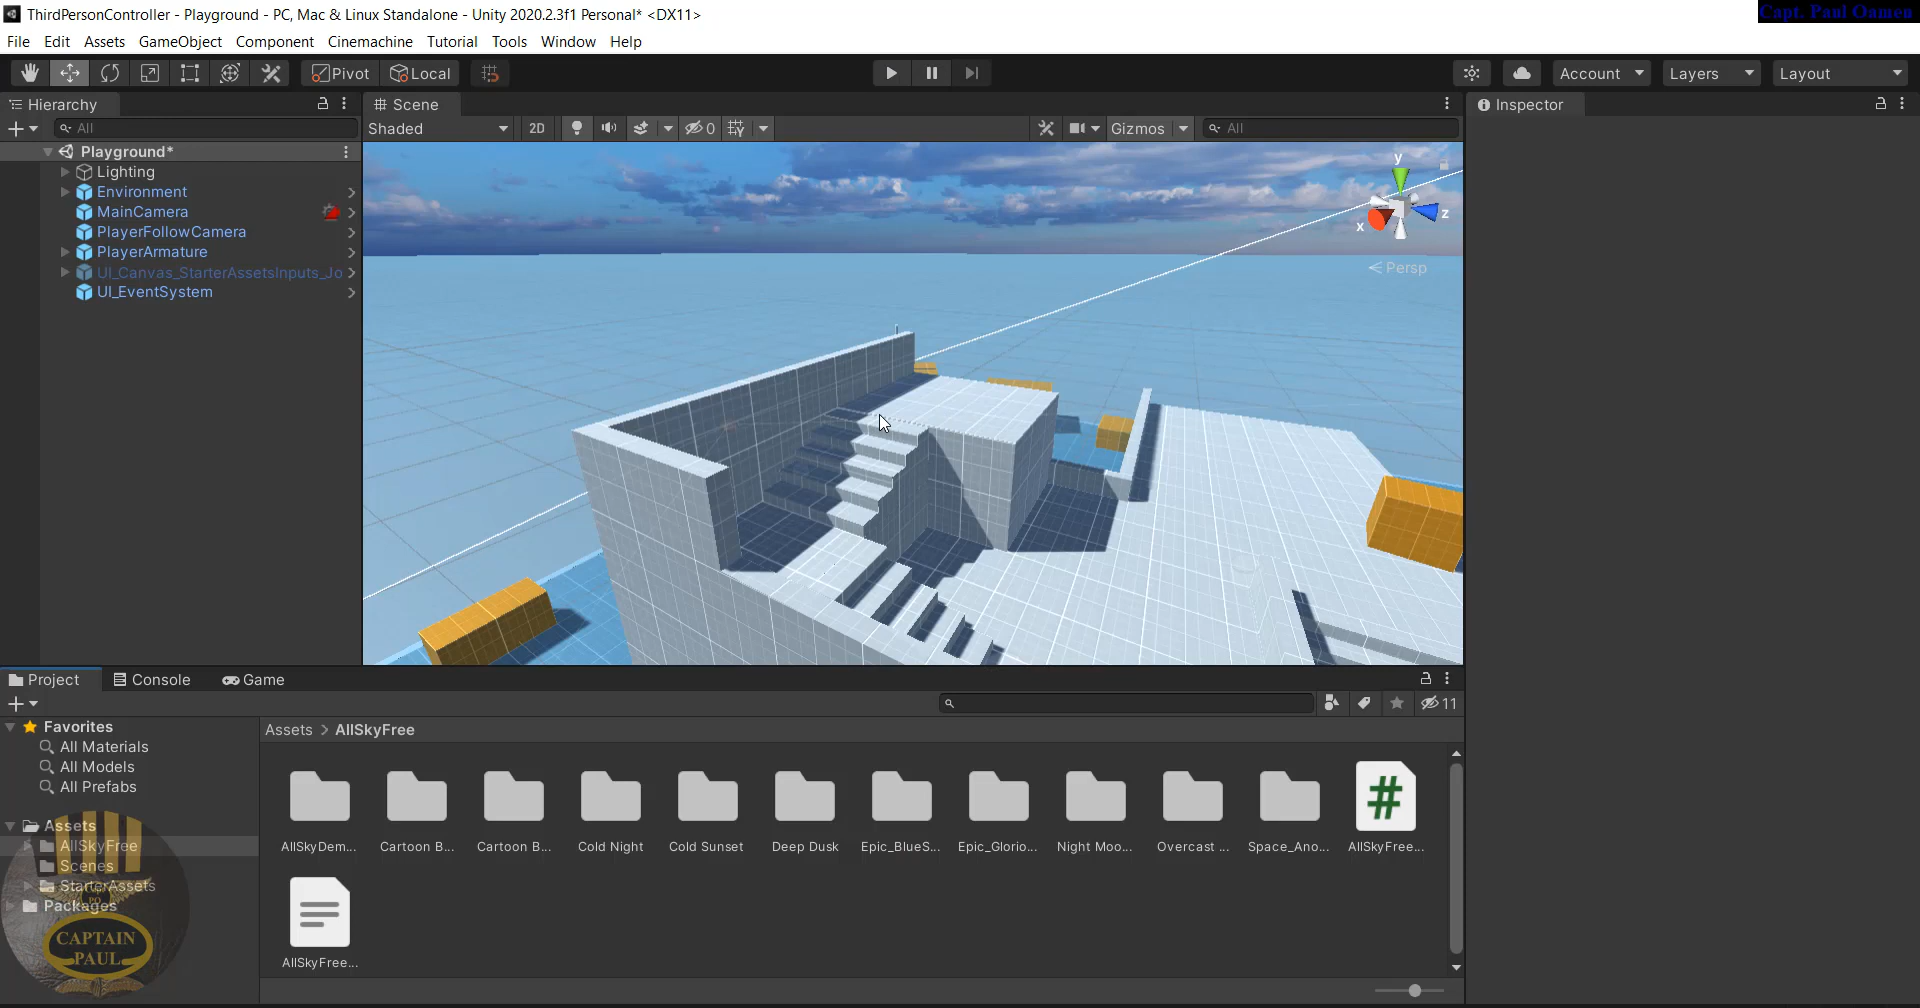 ThirdPersonController - Playground - PC, Mac & Linux Standalone - Unity 2020.2.3f1 Personal* <DX11>
Capt. Paul Oamen
File Edit Assets GameObject Component Cinemachine Tutorial Tools Window Help
Pivot Local Account Layers Layout
Hierarchy Scene Inspector
All Shaded 2D 0 Gizmos All
Playground*
Lighting
Environment
MainCamera
PlayerFollowCamera
PlayerArmature
UI_Canvas_StarterAssetsInputs_Jo
UI_EventSystem
y
z
x
Persp
Project Console Game
11
Favorites
All Materials
All Models
All Prefabs
Assets
AllSkyFree
Scenes
StarterAssets
Packages
CAPTAIN
PAUL
Assets > AllSkyFree
AllSkyDem... Cartoon B... Cartoon B... Cold Night Cold Sunset Deep Dusk Epic_BlueS... Epic_Glorio... Night Moo... Overcast ... Space_Ano... AllSkyFree...
AllSkyFree...